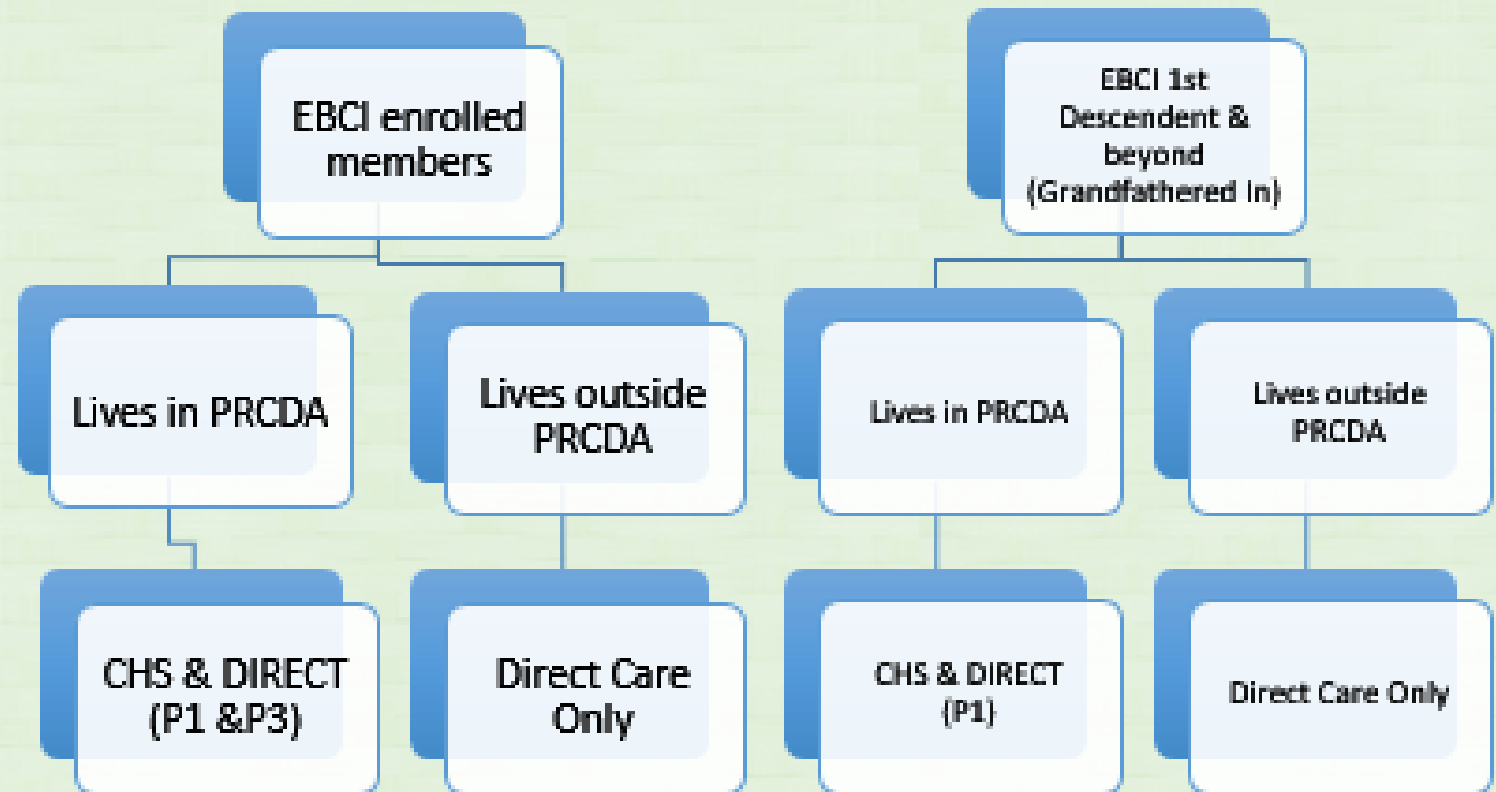 EBCI enrolled
members
EBCI 1st
Descendent &
beyond
(Grandfathered In)
Lives in PRCDA
Lives outside
PRCDA
Lives in PRCDA
Lives outside
PRCDA
CHS & DIRECT
(P1 &P3)
Direct Care
Only
CHS & DIRECT
(P1)
Direct Care Only